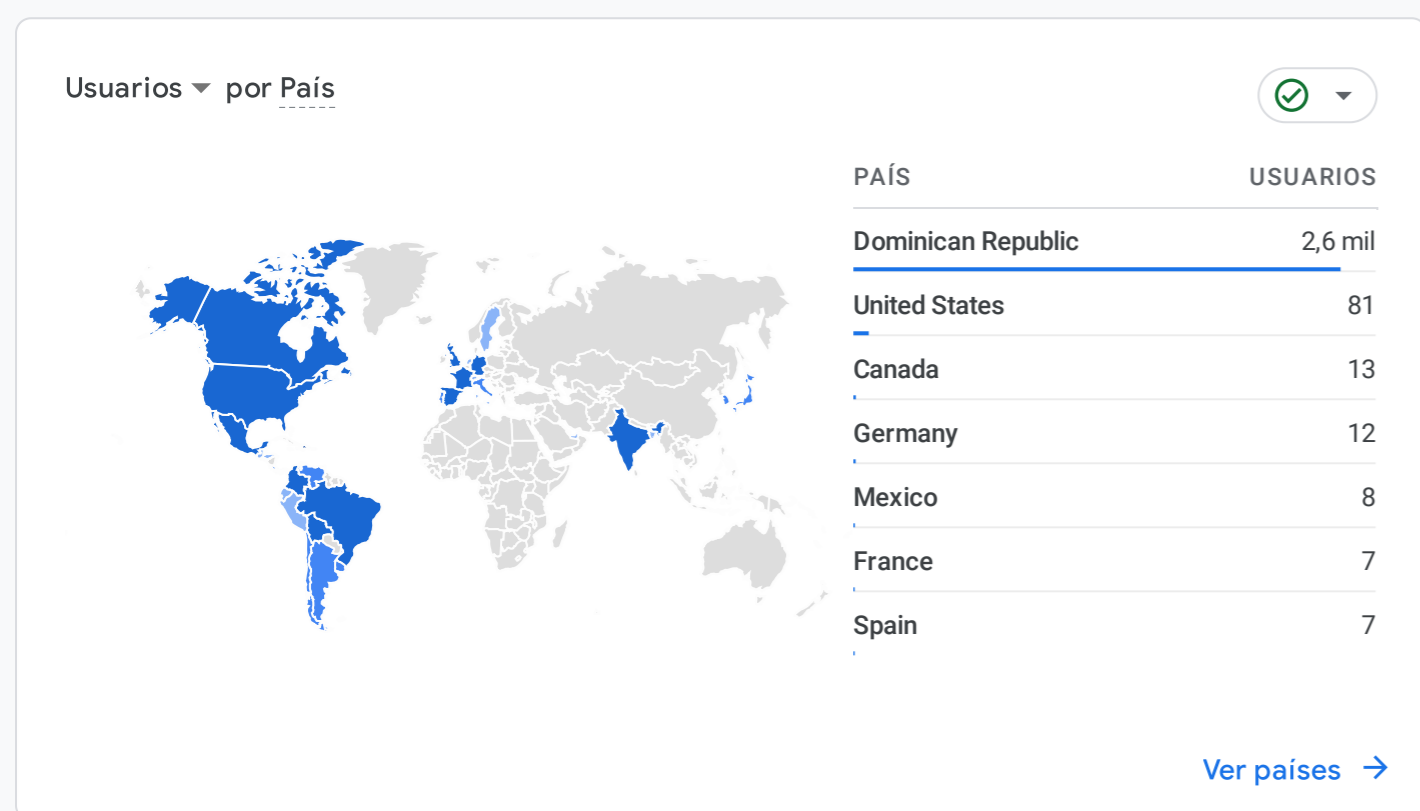 Usuarios por País
PAÍS USUARIOS
Dominican Republic 2,6 mil
United States 81
Canada 13
Germany 12
Mexico 8
France 7
Spain 7
Ver países